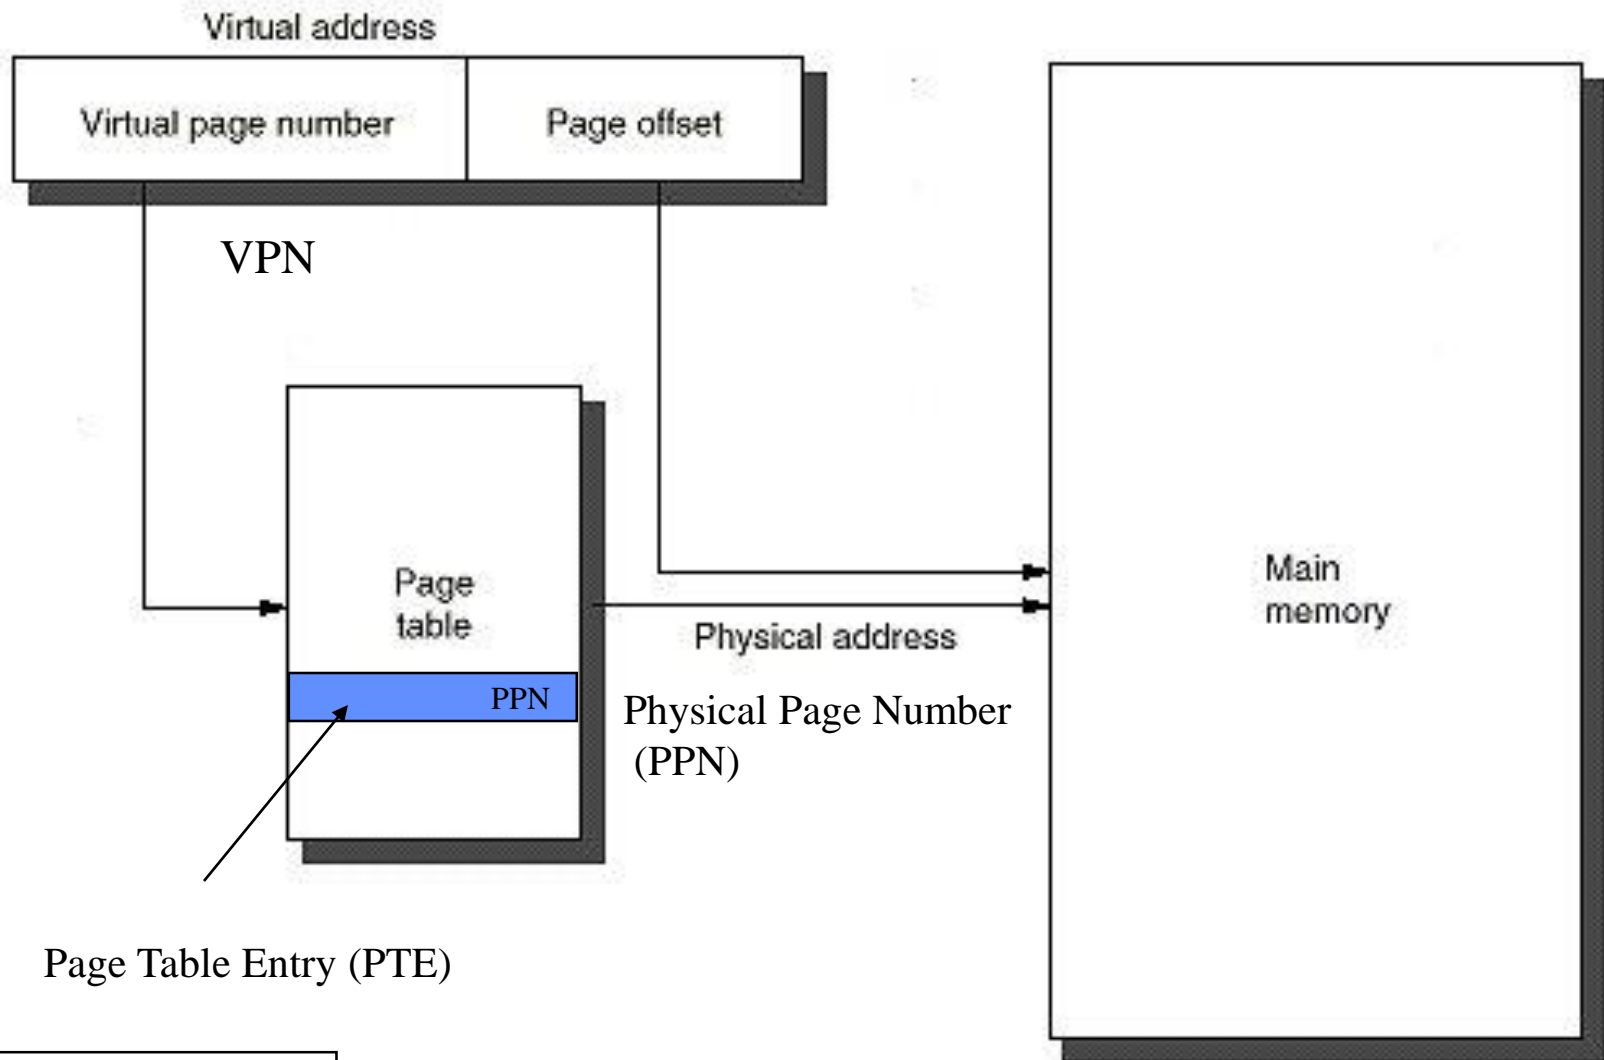 Virtual address
Virtual page number
Page offset
VPN
Page
table
Main
memory
Physical address
PPN
Physical Page Number
(PPN)
Page Table Entry (PTE)